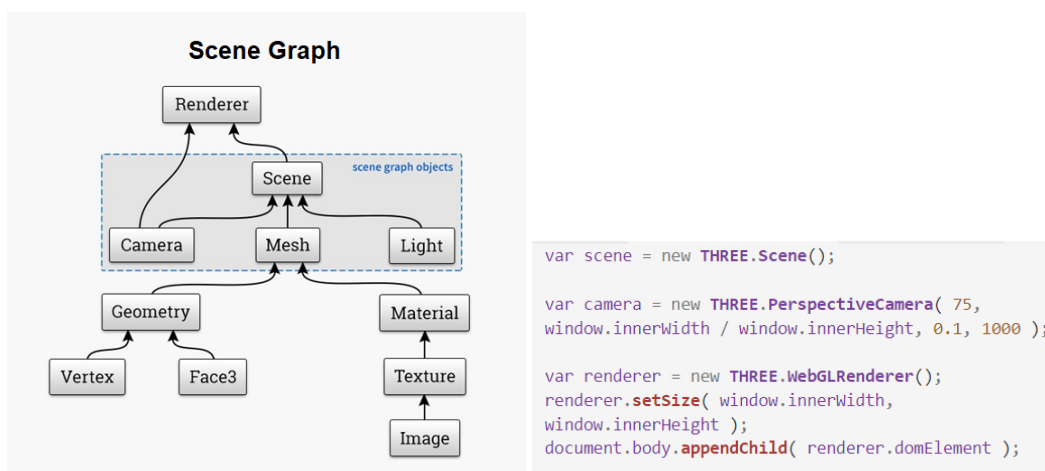 Scene Graph
Renderer
scene graph objects
Scene
Camera
Mesh
Light
Geometry
Material
Vertex
Face3
Texture
Image
var scene = new THREE.Scene();
var camera = new THREE.PerspectiveCamera( 75,
window.innerWidth / window.innerHeight, 0.1, 1000 );
var renderer = new THREE.WebGLRenderer();
renderer.setSize( window.innerWidth,
window.innerHeight );
document.body.appendChild( renderer.domElement );